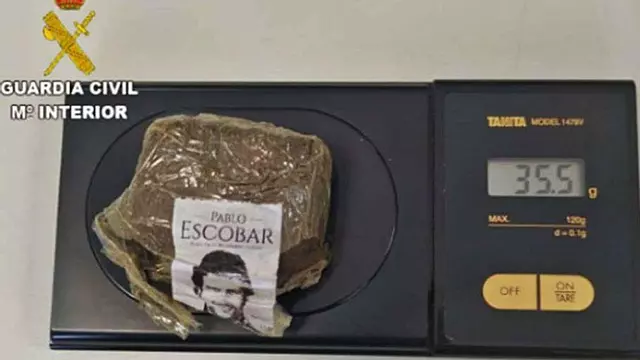 GUARDIA CIVIL
Mº INTERIOR
PABLO
ESCOBAR
TANITA MODEL 1479V
35.5 g
MAX. 120g
d = 0.1g
OFF
ON
TARE